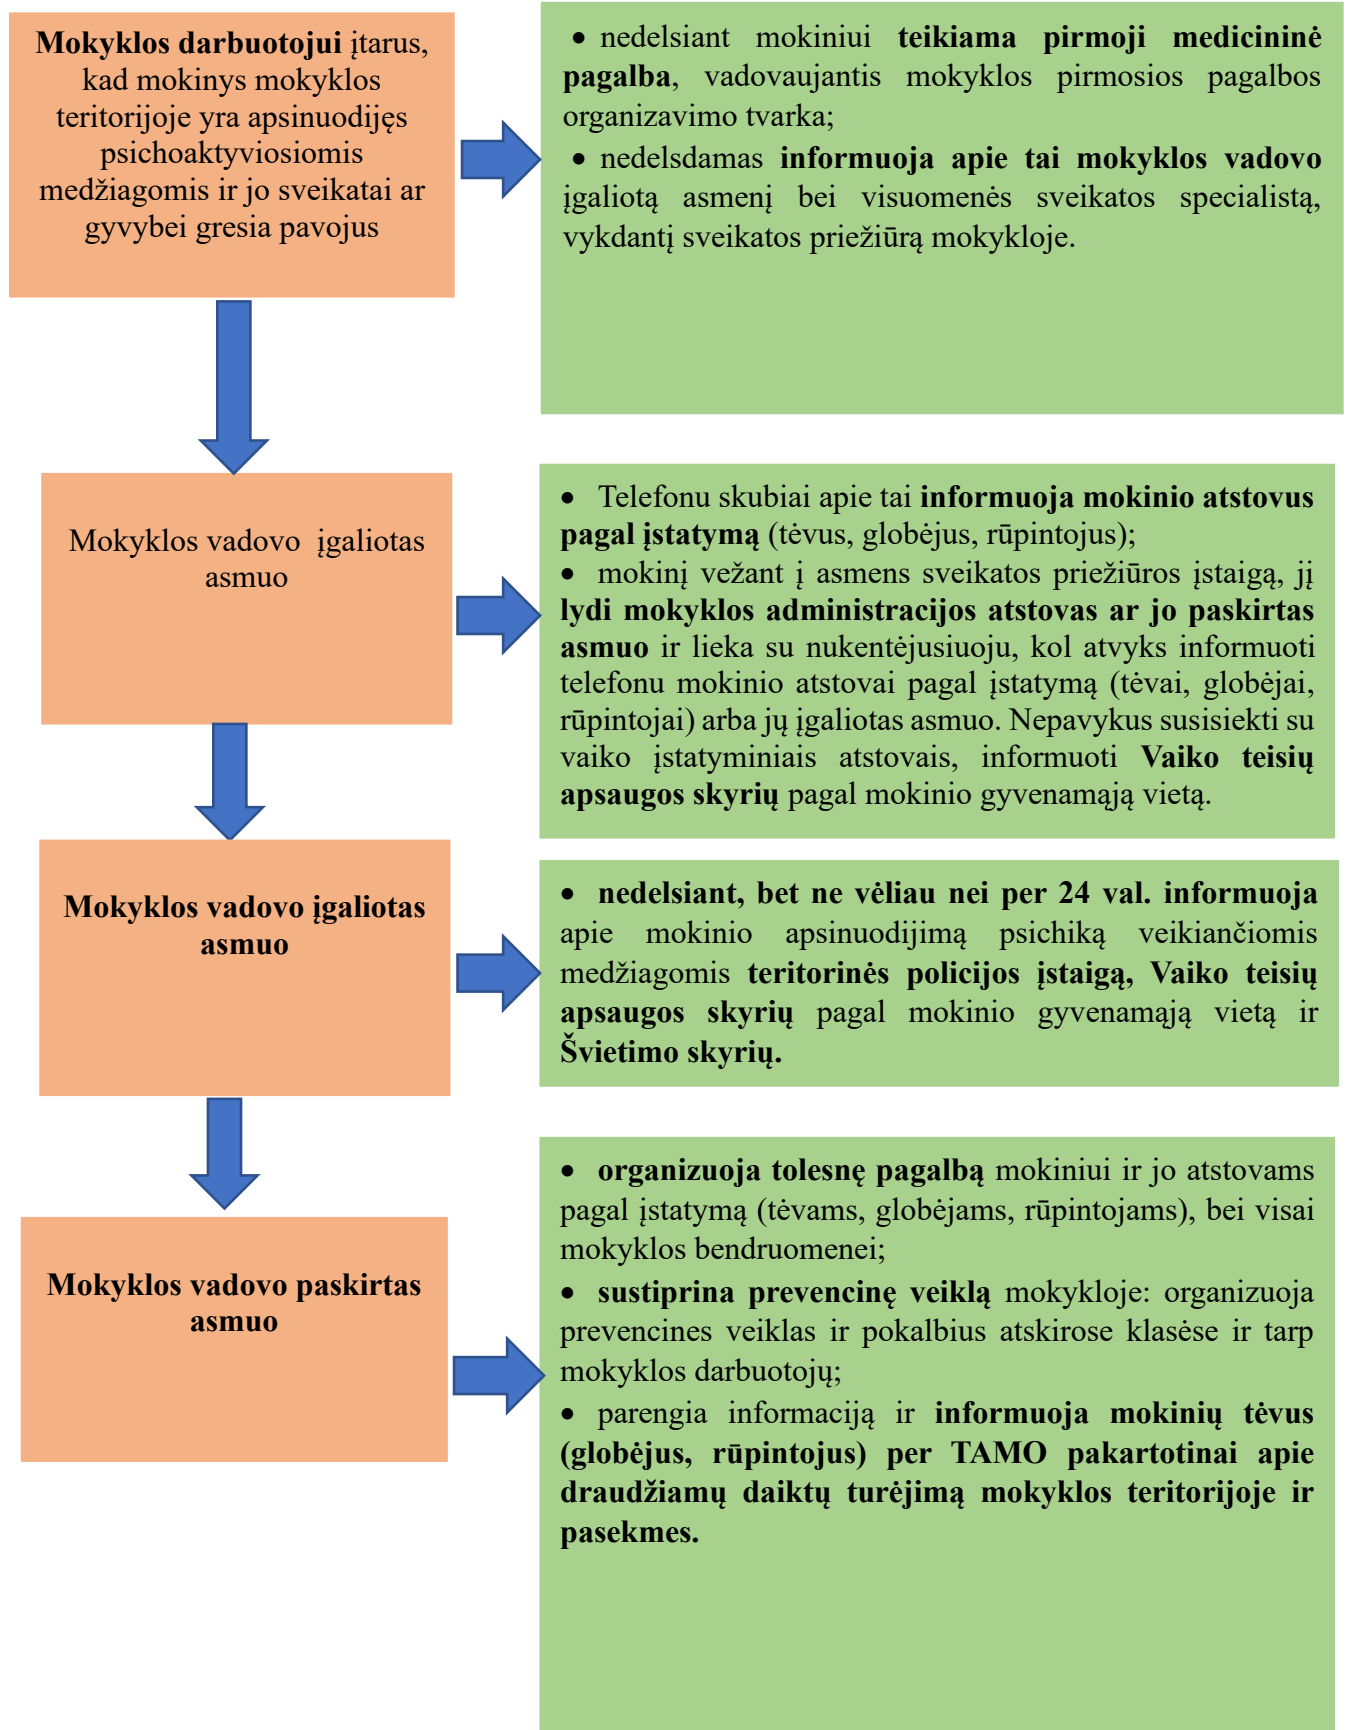 Mokyklos darbuotojui įtarus,
kad mokinys mokyklos
teritorijoje yra apsinuodijęs
psichoaktyviosiomis
medžiagomis ir jo sveikatai ar
gyvybei gresia pavojus
• nedelsiant mokiniui teikiama pirmoji medicininė
pagalba, vadovaujantis mokyklos pirmosios pagalbos
organizavimo tvarka;
• nedelsdamas informuoja apie tai mokyklos vadovo
įgaliotą asmenį bei visuomenės sveikatos specialistą,
vykdantį sveikatos priežiūrą mokykloje.
Mokyklos vadovo įgaliotas
asmuo
• Telefonu skubiai apie tai informuoja mokinio atstovus
pagal įstatymą (tėvus, globėjus, rūpintojus);
• mokinį vežant į asmens sveikatos priežiūros įstaigą, jį
lydi mokyklos administracijos atstovas ar jo paskirtas
asmuo ir lieka su nukentėjusiuoju, kol atvyks informuoti
telefonu mokinio atstovai pagal įstatymą (tėvai, globėjai,
rūpintojai) arba jų įgaliotas asmuo. Nepavykus susisiekti su
vaiko įstatyminiais atstovais, informuoti Vaiko teisių
apsaugos skyrių pagal mokinio gyvenamąją vietą.
Mokyklos vadovo įgaliotas
asmuo
• nedelsiant, bet ne vėliau nei per 24 val. informuoja
apie mokinio apsinuodijimą psichiką veikiančiomis
medžiagomis teritorinės policijos įstaigą, Vaiko teisių
apsaugos skyrių pagal mokinio gyvenamąją vietą ir
Švietimo skyrių.
Mokyklos vadovo paskirtas
asmuo
• organizuoja tolesnę pagalbą mokiniui ir jo atstovams
pagal įstatymą (tėvams, globėjams, rūpintojams), bei visai
mokyklos bendruomenei;
• sustiprina prevencinę veiklą mokykloje: organizuoja
prevencines veiklas ir pokalbius atskirose klasėse ir tarp
mokyklos darbuotojų;
• parengia informaciją ir informuoja mokinių tėvus
(globėjus, rūpintojus) per TAMO pakartotinai apie
draudžiamų daiktų turėjimą mokyklos teritorijoje ir
pasekmes.